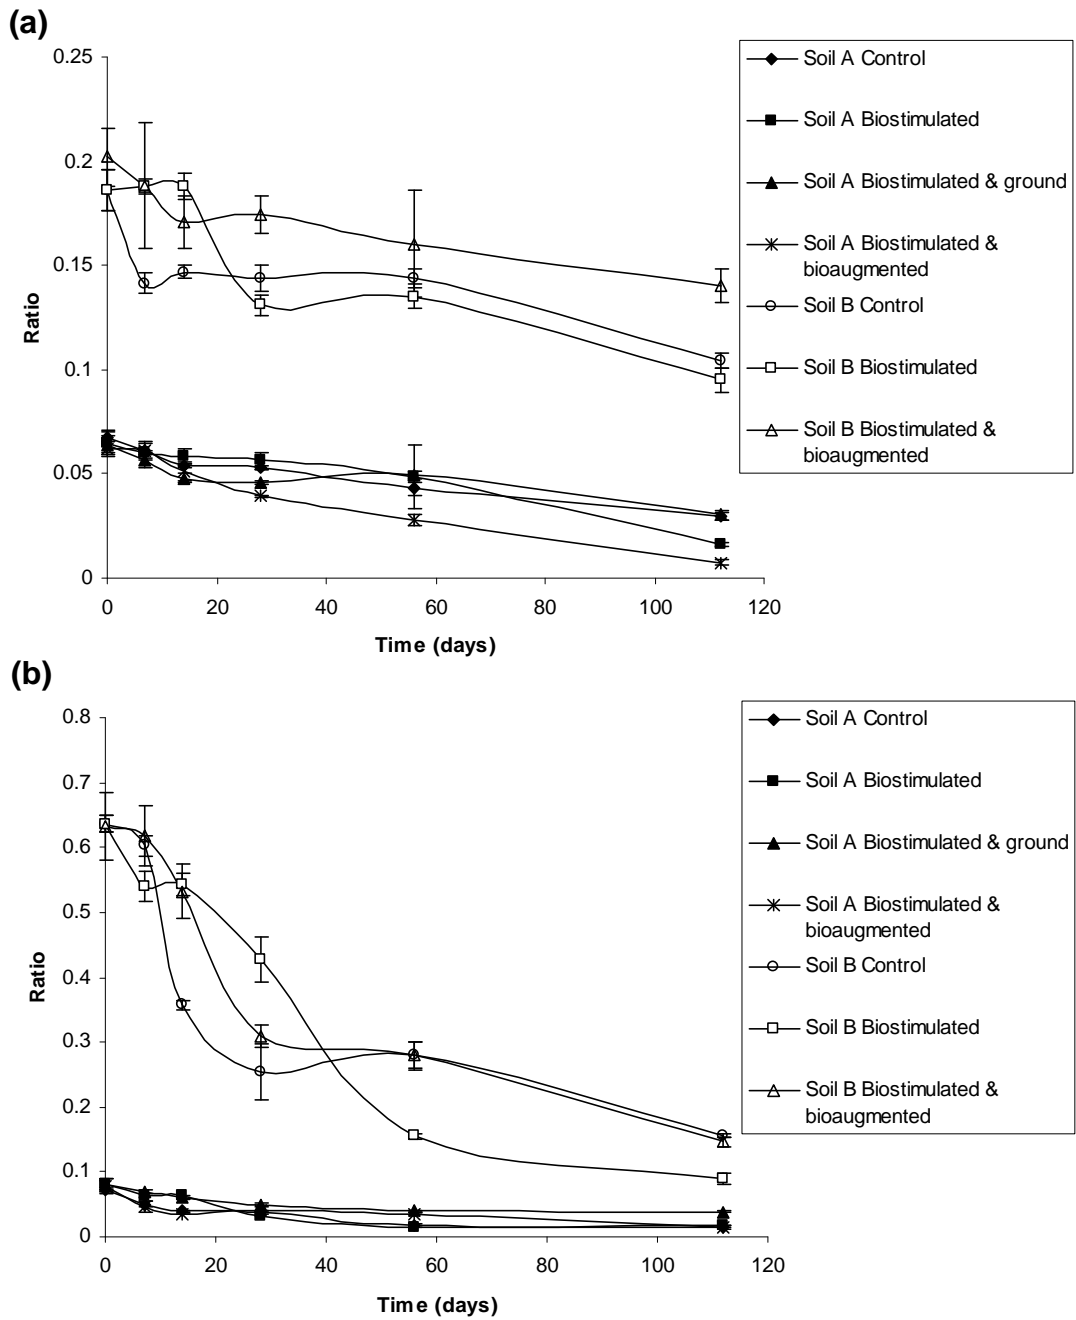 (a)
0.25
0.2
0.15
0.1
0.05
0
Ratio
0 20 40 60 80 100 120
Time (days)
Soil A Control
Soil A Biostimulated
Soil A Biostimulated & ground
Soil A Biostimulated &
bioaugmented
Soil B Control
Soil B Biostimulated
Soil B Biostimulated &
bioaugmented
(b)
0.8
0.7
0.6
0.5
0.4
0.3
0.2
0.1
0
Ratio
0 20 40 60 80 100 120
Time (days)
Soil A Control
Soil A Biostimulated
Soil A Biostimulated & ground
Soil A Biostimulated &
bioaugmented
Soil B Control
Soil B Biostimulated
Soil B Biostimulated &
bioaugmented